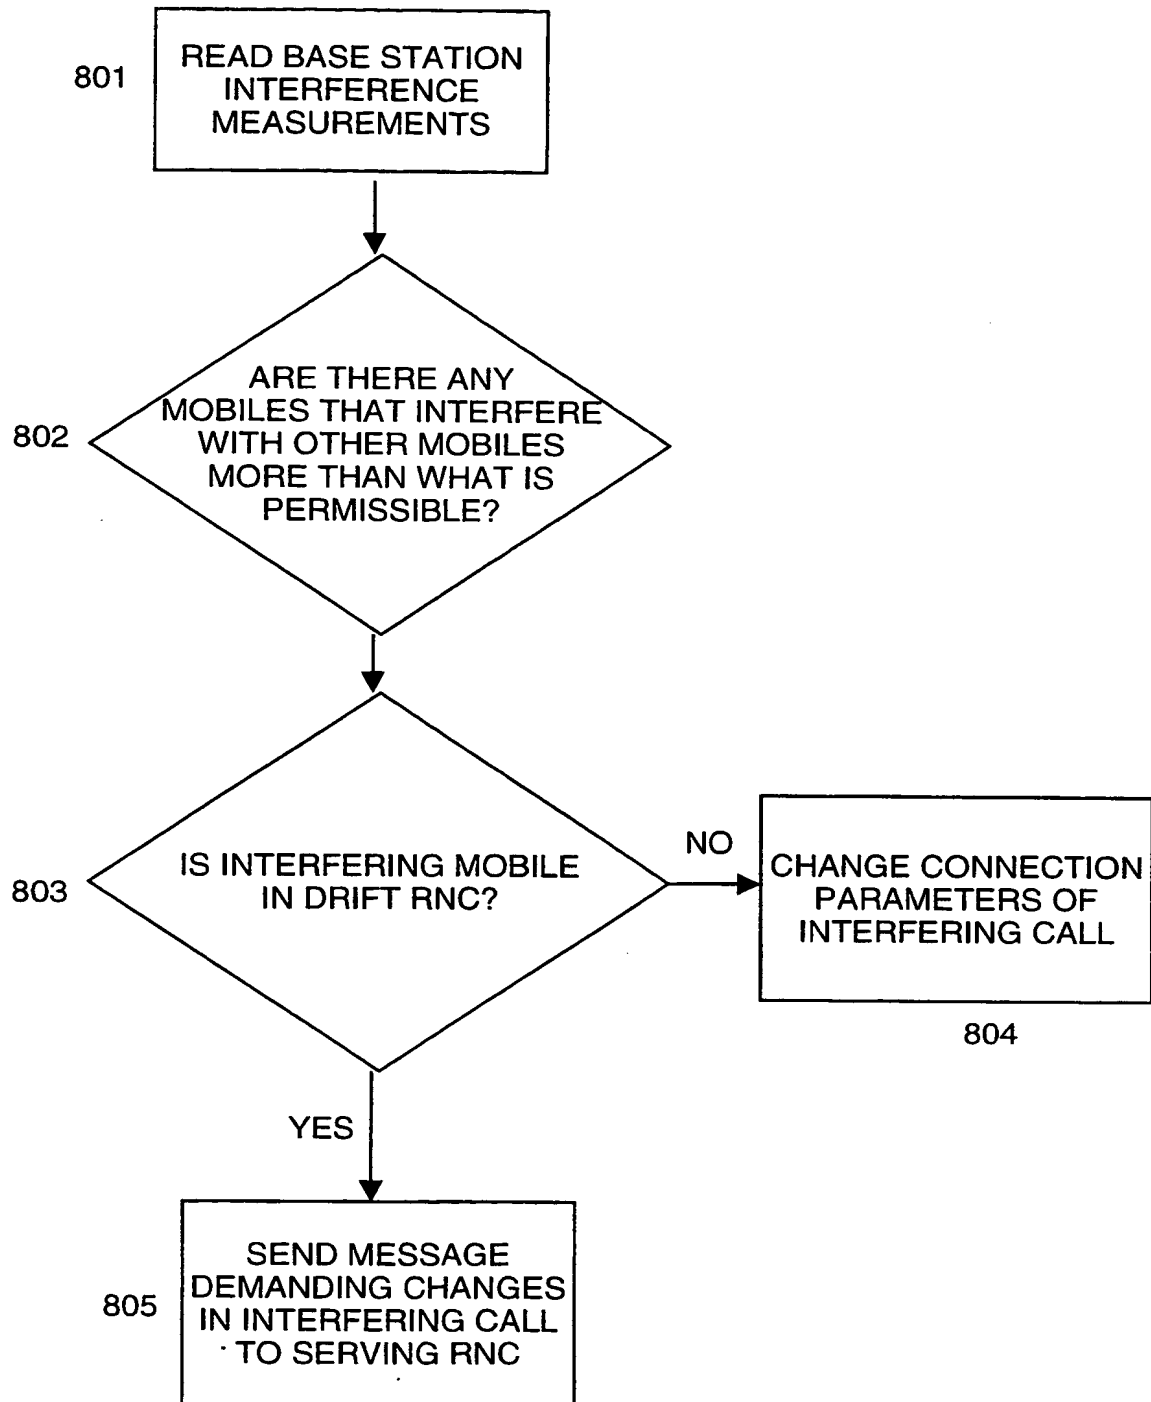 801
READ BASE STATION
INTERFERENCE
MEASUREMENTS
802
ARE THERE ANY
MOBILES THAT INTERFERE
WITH OTHER MOBILES
MORE THAN WHAT IS
PERMISSIBLE?
803
IS INTERFERING MOBILE
IN DRIFT RNC?
NO
CHANGE CONNECTION
PARAMETERS OF
INTERFERING CALL
804
YES
805
SEND MESSAGE
DEMANDING CHANGES
IN INTERFERING CALL
TO SERVING RNC